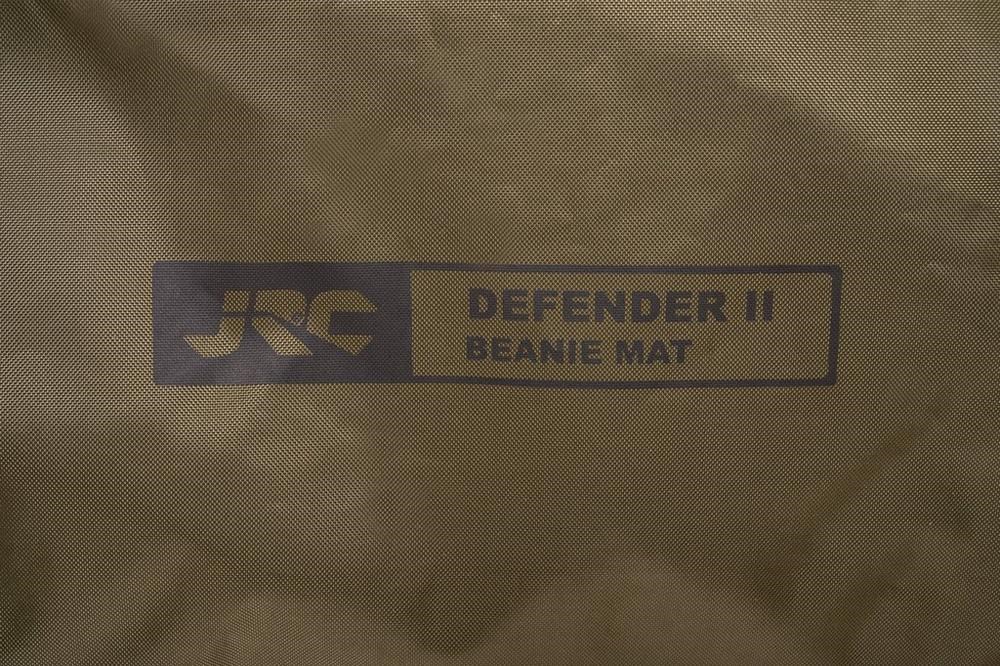 JRC
DEFENDER II
BEANIE MAT